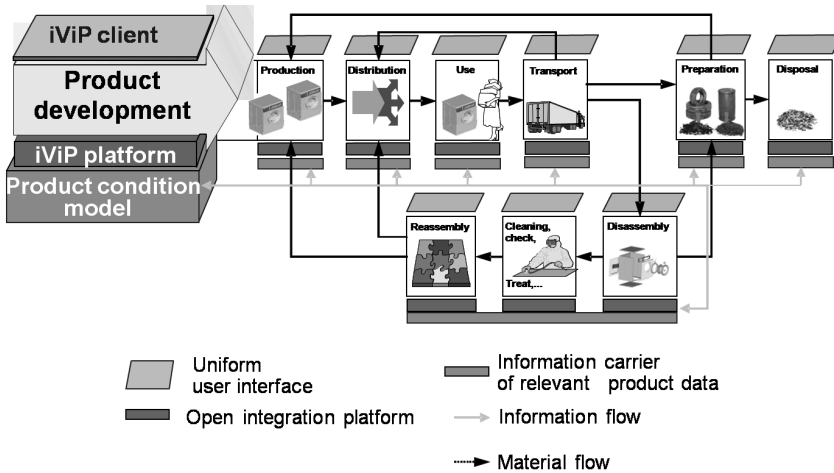 iViP client
Product
development
iViP platform
Product condition
model
Production
Distribution
Use
Transport
Preparation
Disposal
Reassembly
Cleaning,
check,
Treat,...
Disassembly
Uniform
user interface
Open integration platform
Information carrier
of relevant product data
Information flow
Material flow